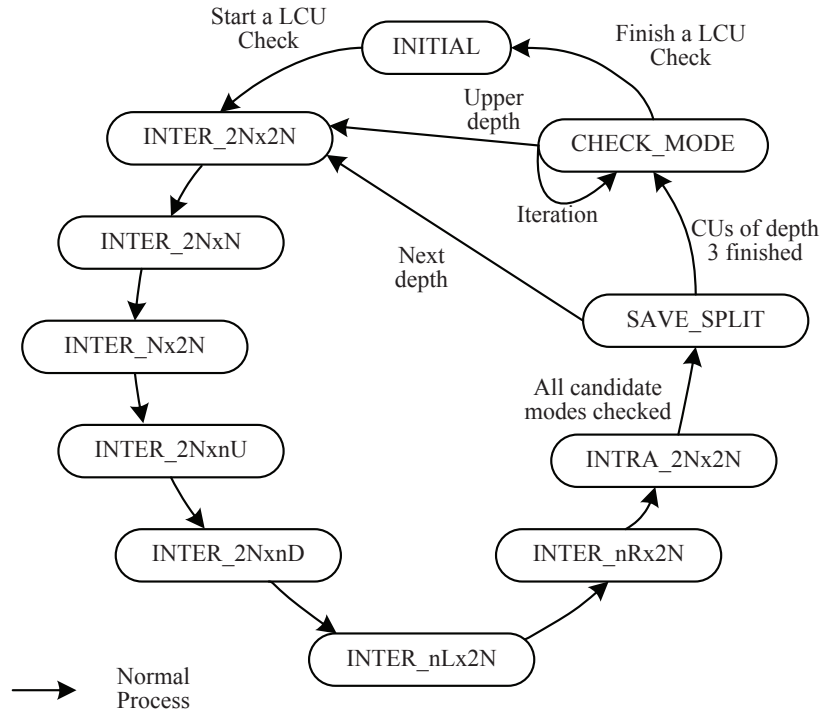 Start a LCU
Check
INITIAL
Finish a LCU
Check
Upper
depth
INTER_2Nx2N
CHECK_MODE
Iteration
INTER_2NxN
CUs of depth
3 finished
Next
depth
SAVE_SPLIT
INTER_Nx2N
All candidate
modes checked
INTER_2NxnU
INTRA_2Nx2N
INTER_2NxnD
INTER_nRx2N
INTER_nLx2N
Normal
Process